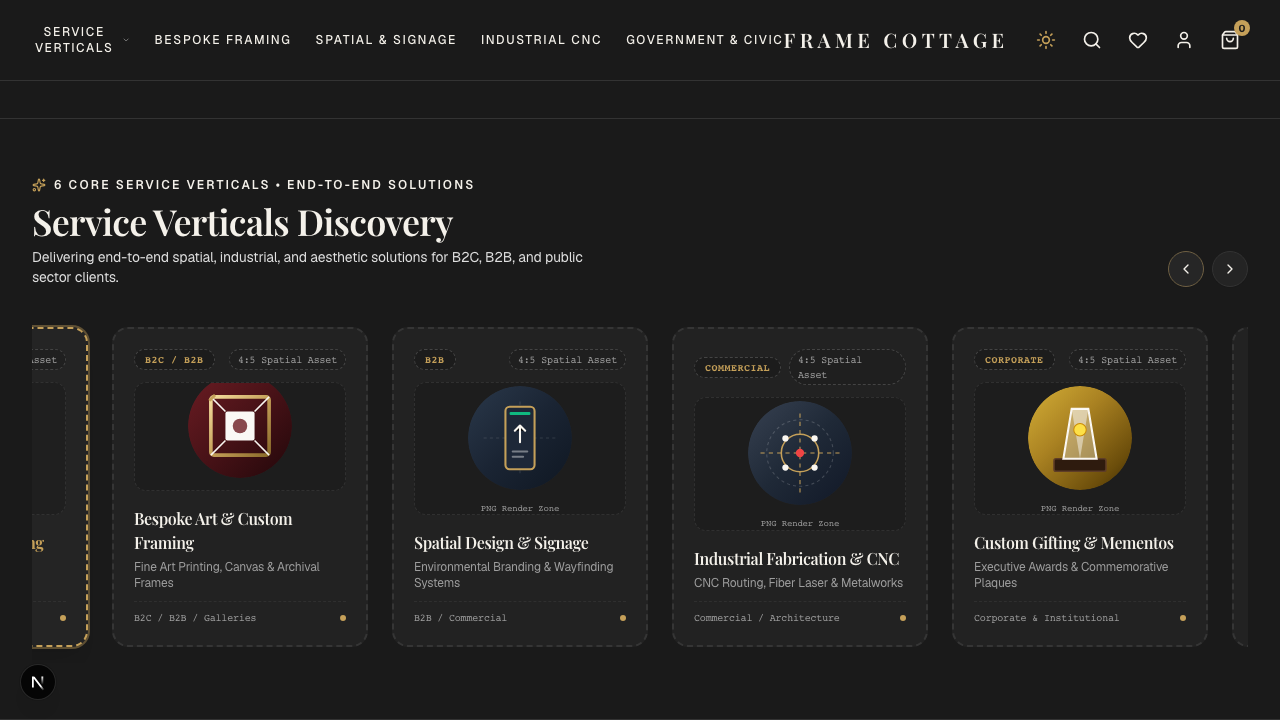 SERVICE
VERTICALS
BESPOKE FRAMING
SPATIAL & SIGNAGE
INDUSTRIAL CNC
GOVERNMENT & CIVIC
FRAME COTTAGE
0
6 CORE SERVICE VERTICALS • END-TO-END SOLUTIONS
Service Verticals Discovery
Delivering end-to-end spatial, industrial, and aesthetic solutions for B2C, B2B, and public
sector clients.
B2C / B2B
4:5 Spatial Asset
Bespoke Art & Custom
Framing
Fine Art Printing, Canvas & Archival
Frames
B2C / B2B / Galleries
B2B
4:5 Spatial Asset
PNG Render Zone
Spatial Design & Signage
Environmental Branding & Wayfinding
Systems
B2B / Commercial
COMMERCIAL
4:5 Spatial
Asset
PNG Render Zone
Industrial Fabrication & CNC
CNC Routing, Fiber Laser & Metalworks
Commercial / Architecture
CORPORATE
4:5 Spatial Asset
PNG Render Zone
Custom Gifting & Mementos
Executive Awards & Commemorative
Plaques
Corporate & Institutional
N